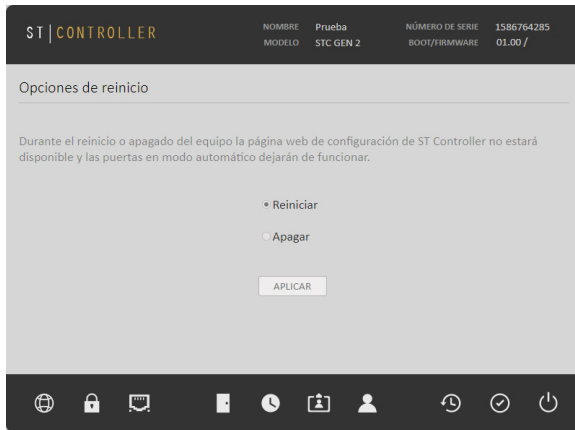 ST|CONTROLLER
NOMBRE Prueba NÚMERO DE SERIE 1586764285
MODELO STC GEN 2 BOOT/FIRMWARE 01.00 /
Opciones de reinicio
Durante el reinicio o apagado del equipo la página web de configuración de ST Controller no estará
disponible y las puertas en modo automático dejarán de funcionar.
Reiniciar
Apagar
APLICAR